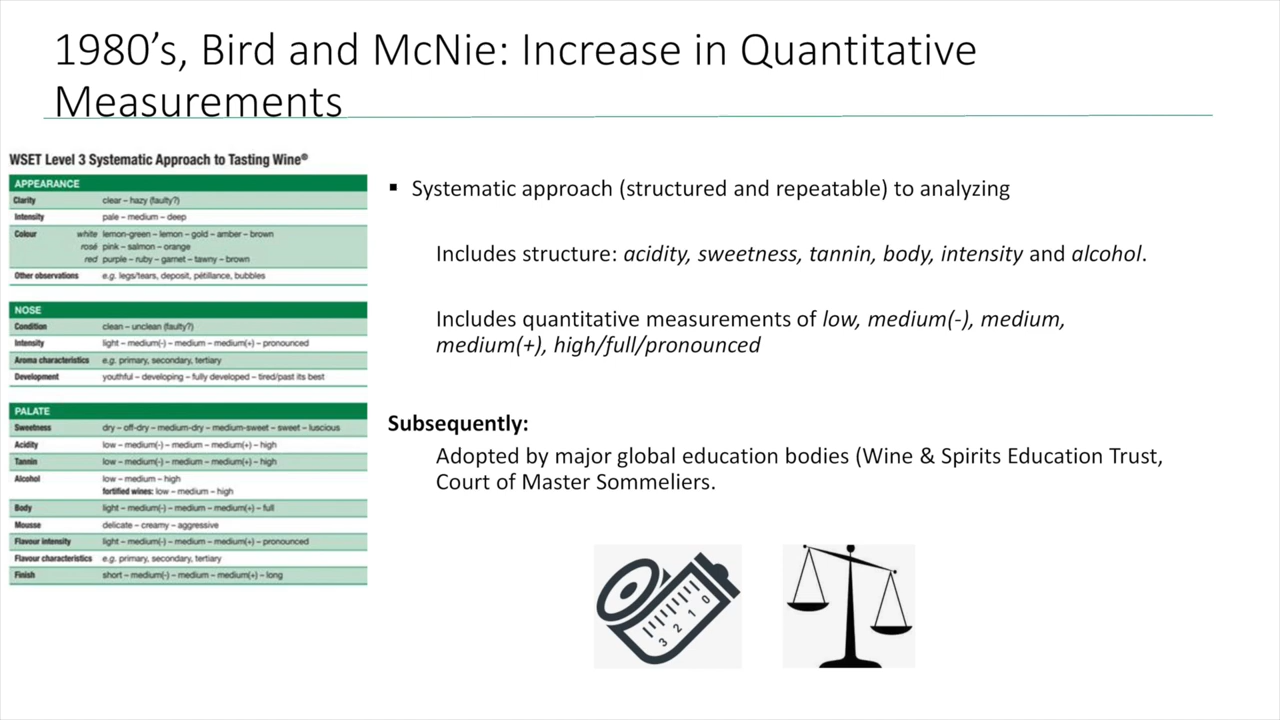 1980’s, Bird and McNie: Increase in Quantitative
Measurements
WSET Level 3 Systematic Approach to Tasting Wine®
APPEARANCE
Clarity clear – hazy (faulty?)
Intensity pale – medium – deep
Colour white lemon-green – lemon – gold – amber – brown
rosé pink – salmon – orange
red purple – ruby – garnet – tawny – brown
Other observations e.g. legs/tears, deposit, pétillance, bubbles
NOSE
Condition clean – unclean (faulty?)
Intensity light – medium(-) – medium – medium(+) – pronounced
Aroma characteristics e.g. primary, secondary, tertiary
Development youthful – developing – fully developed – tired/past its best
PALATE
Sweetness dry – off-dry – medium-dry – medium-sweet – sweet – luscious
Acidity low – medium(-) – medium – medium(+) – high
Tannin low – medium(-) – medium – medium(+) – high
Alcohol low – medium – high
fortified wines: low – medium – high
Body light – medium(-) – medium – medium(+) – full
Mousse delicate – creamy – aggressive
Flavour intensity light – medium(-) – medium – medium(+) – pronounced
Flavour characteristics e.g. primary, secondary, tertiary
Finish short – medium(-) – medium – medium(+) – long
▪ Systematic approach (structured and repeatable) to analyzing
Includes structure: acidity, sweetness, tannin, body, intensity and alcohol.
Includes quantitative measurements of low, medium(-), medium,
medium(+), high/full/pronounced
Subsequently:
Adopted by major global education bodies (Wine & Spirits Education Trust,
Court of Master Sommeliers.
3 2 1 0